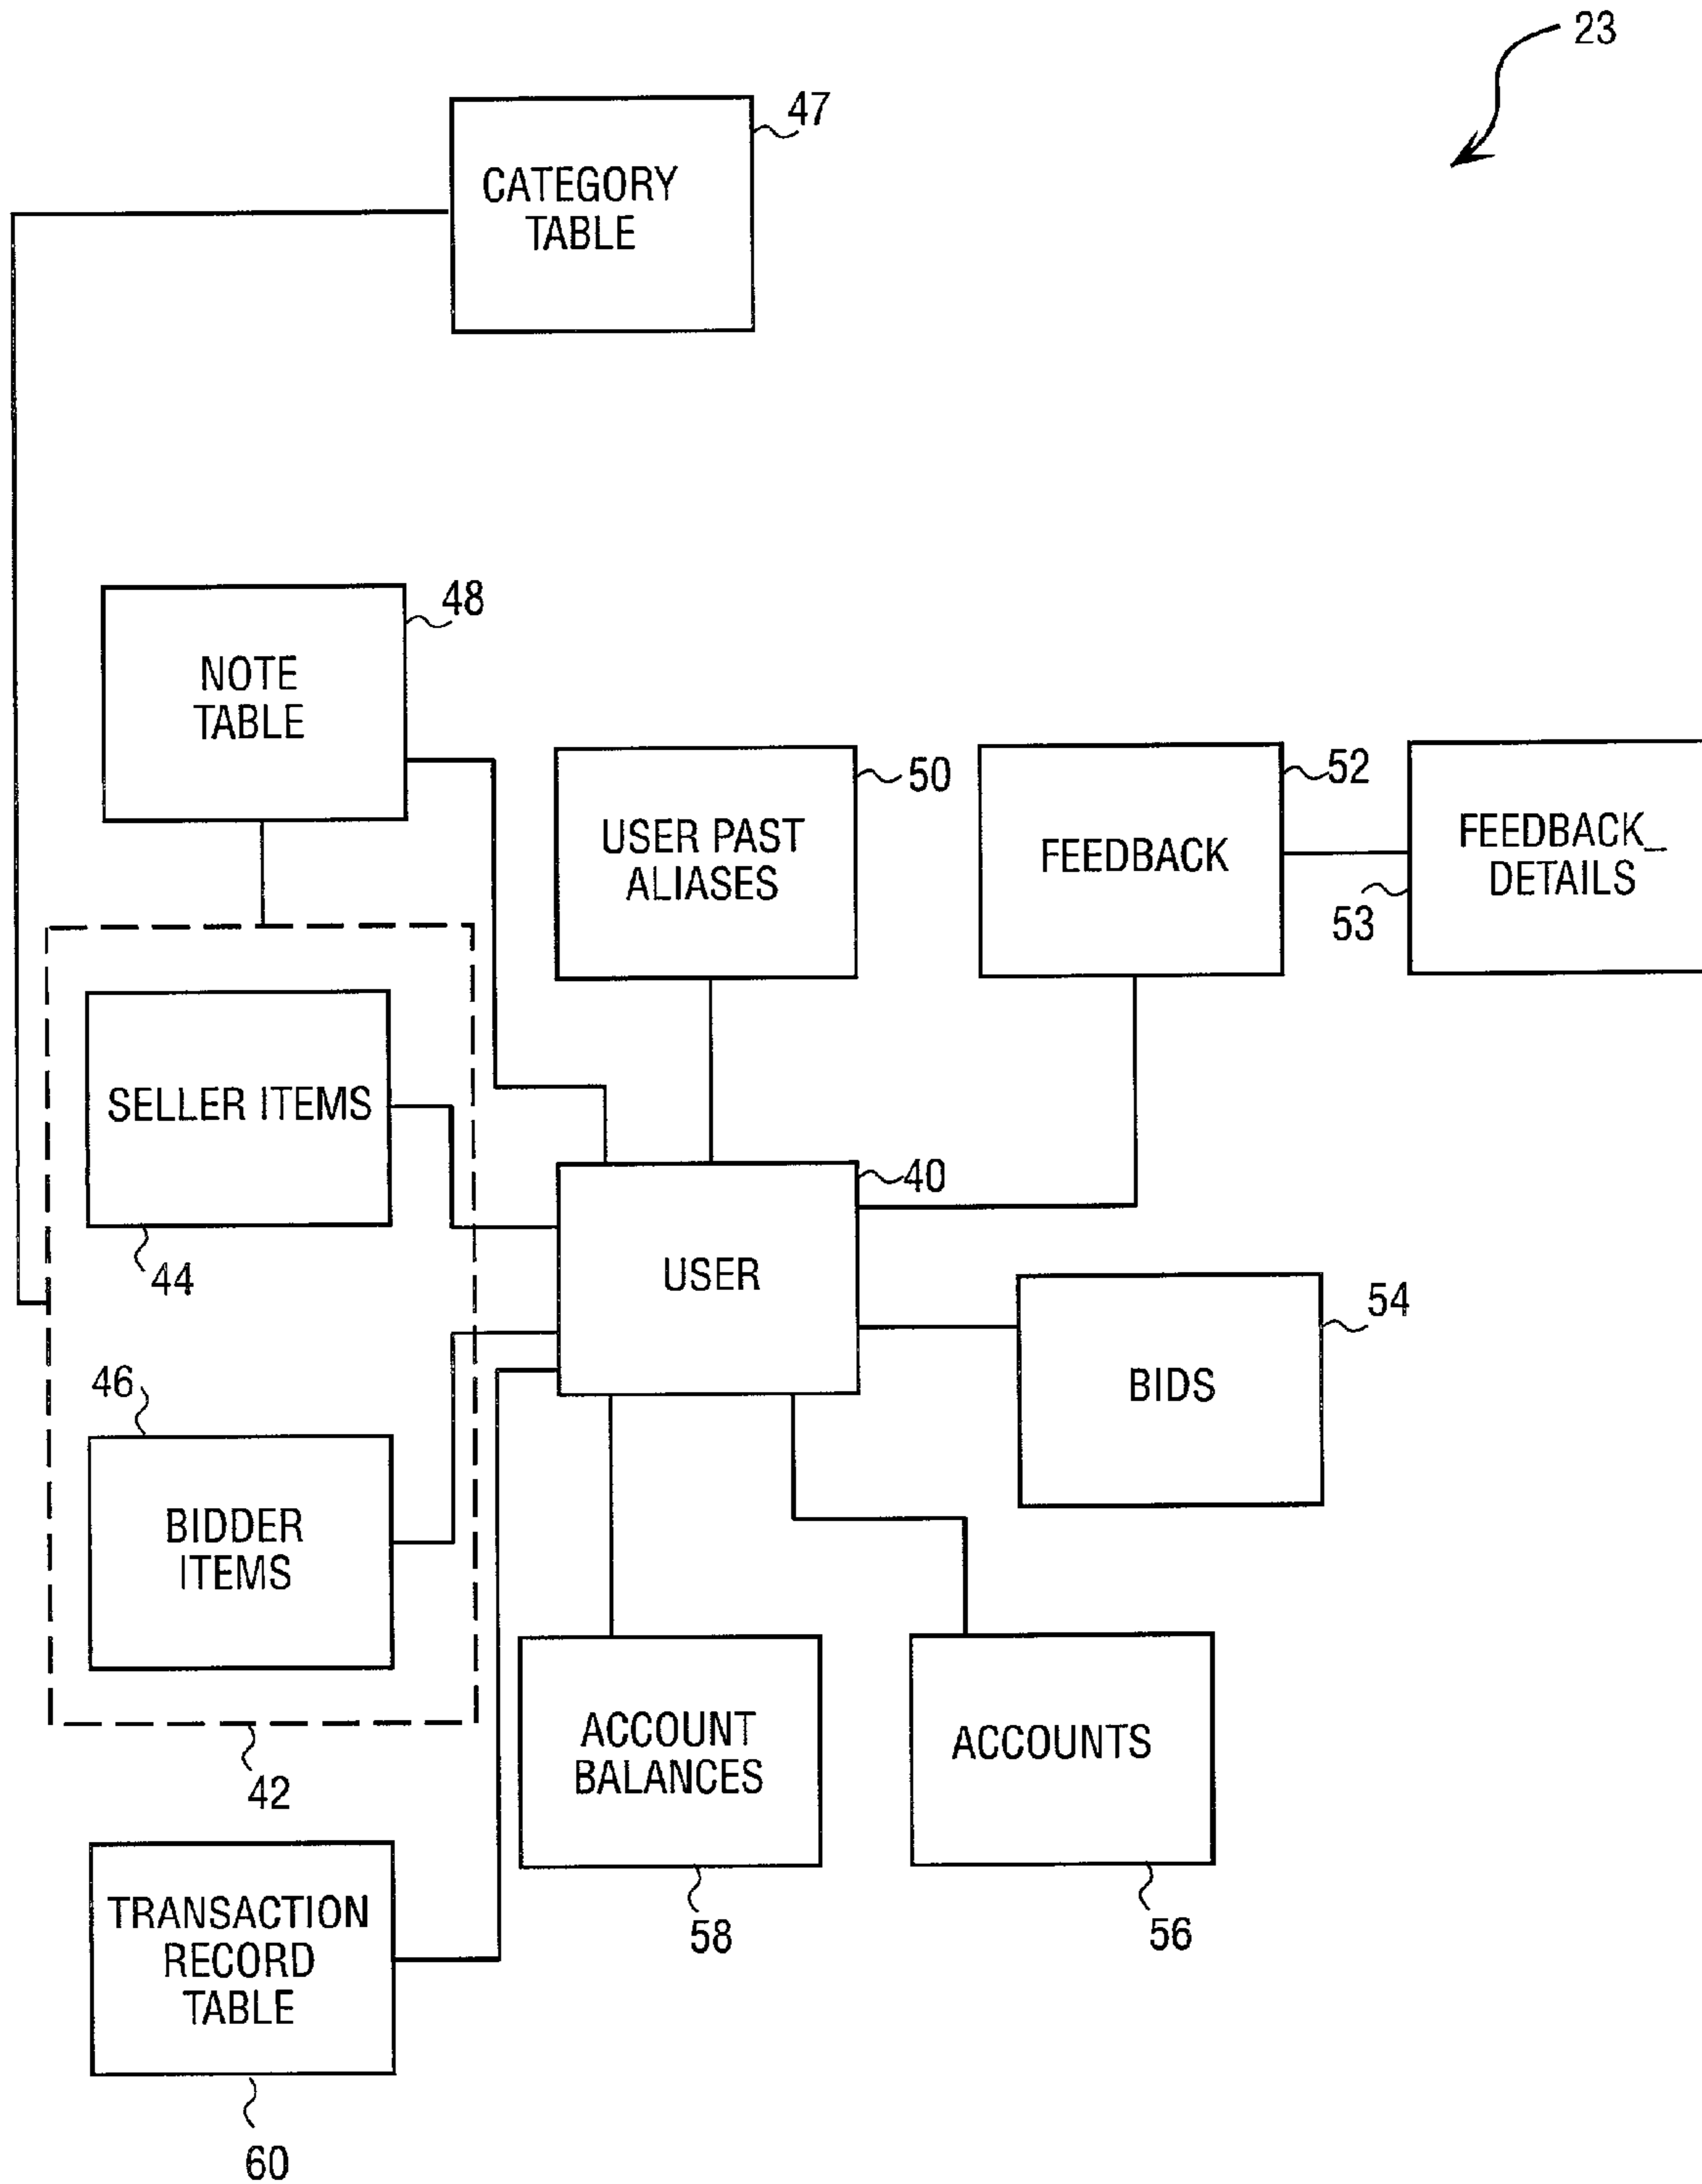 23
47
CATEGORY
TABLE
48
NOTE
TABLE
50
USER PAST
ALIASES
52
FEEDBACK
FEEDBACK_
DETAILS
53
SELLER ITEMS
44
40
USER
54
BIDS
46
BIDDER
ITEMS
42
ACCOUNT
BALANCES
58
ACCOUNTS
56
TRANSACTION
RECORD
TABLE
60